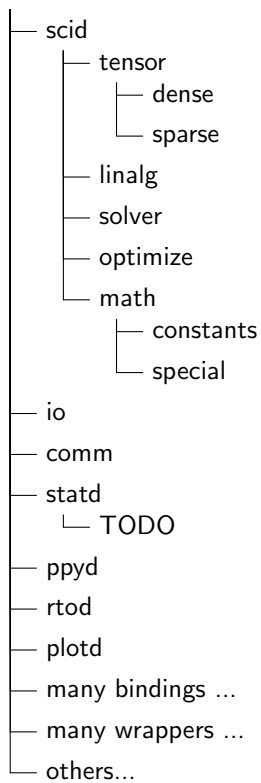 scid
tensor
dense
sparse
linalg
solver
optimize
math
constants
special
io
comm
statd
TODO
ppyd
rtod
plotd
many bindings ...
many wrappers ...
others...